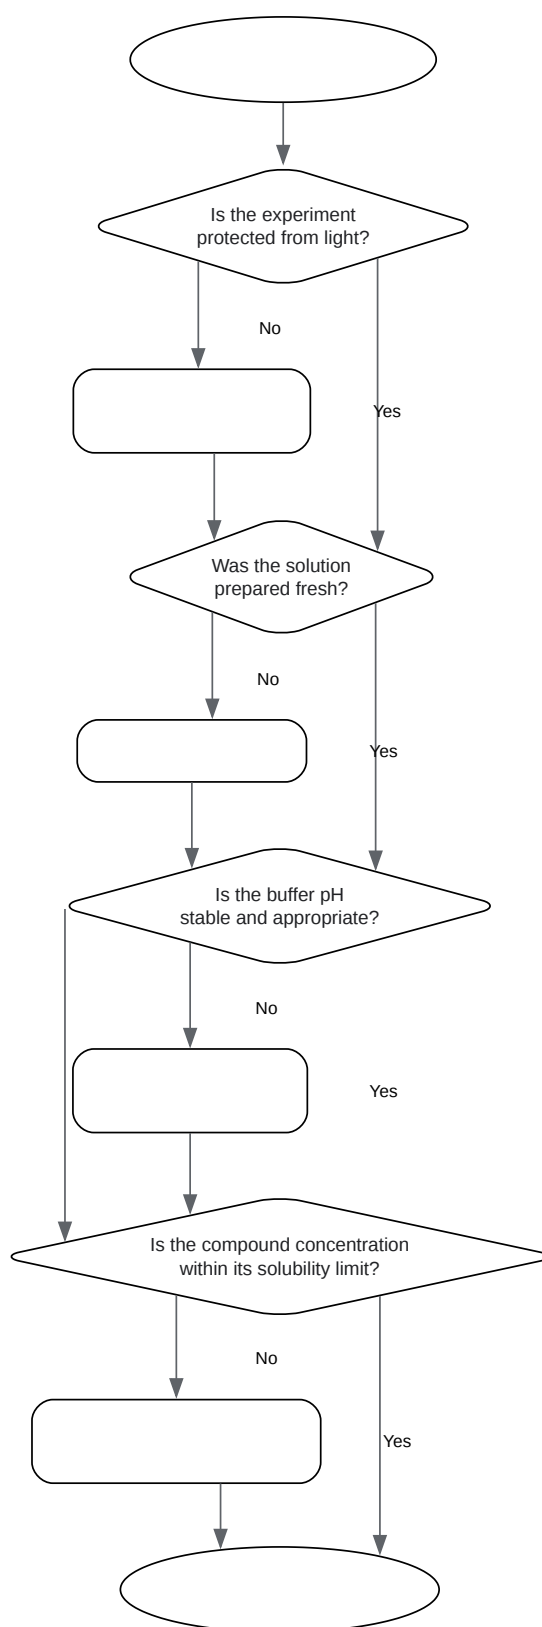 Is the experiment
protected from light?
No
Yes
Was the solution
prepared fresh?
No
Yes
Is the buffer pH
stable and appropriate?
No
Yes
Is the compound concentration
within its solubility limit?
No
Yes